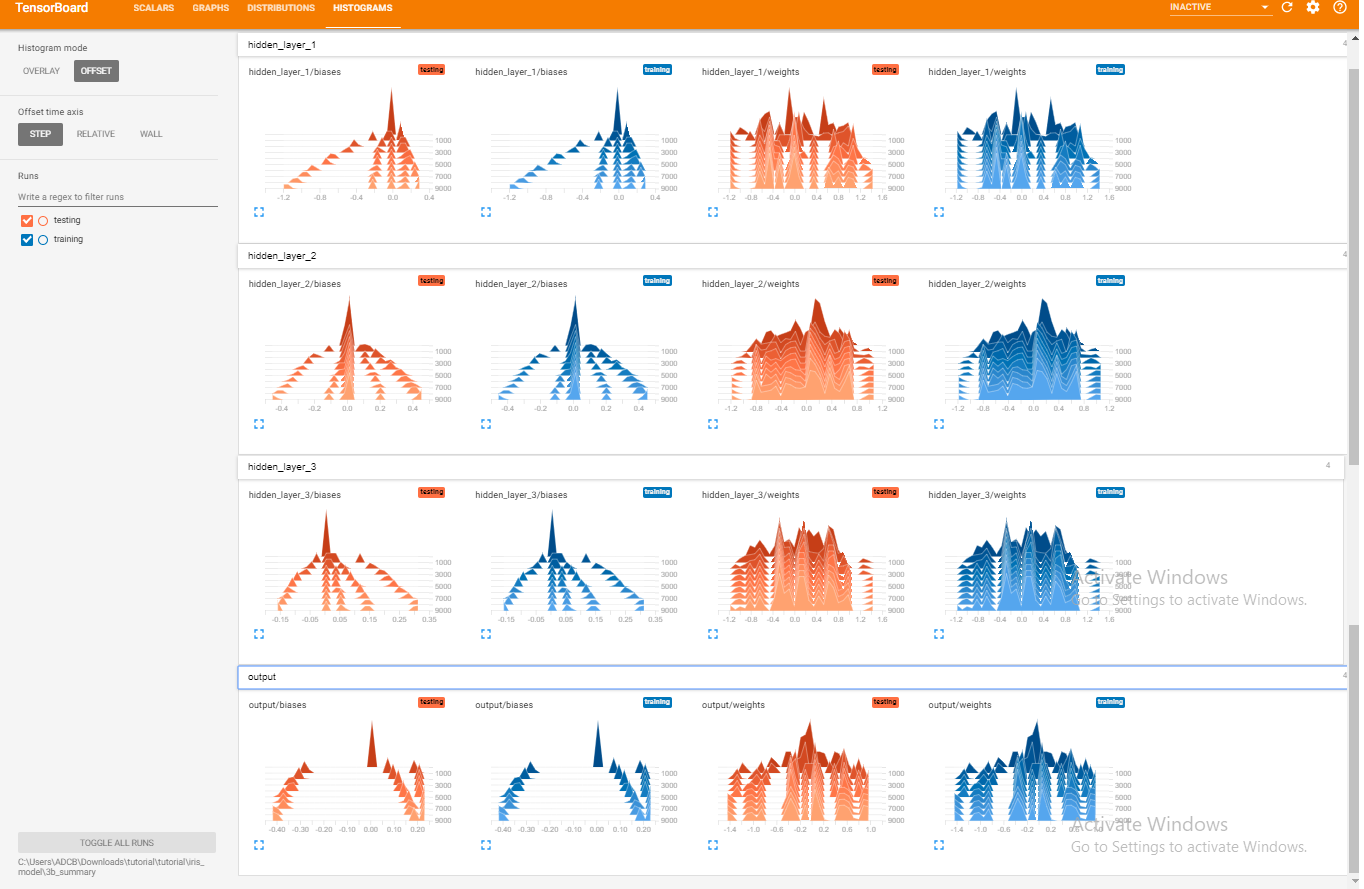 TensorBoard SCALARS GRAPHS DISTRIBUTIONS HISTOGRAMS INACTIVE
Histogram mode
OVERLAY OFFSET
Offset time axis
STEP RELATIVE WALL
Runs
Write a regex to filter runs
testing
training
TOGGLE ALL RUNS
C:\Users\ADCB\Downloads\tutorial\tutorial\iris_
model\3b_summary
hidden_layer_1 4
hidden_layer_1/biases testing hidden_layer_1/biases training hidden_layer_1/weights testing hidden_layer_1/weights training
1000 1000 1000 1000
3000 3000 3000 3000
5000 5000 5000 5000
7000 7000 7000 7000
9000 9000 9000 9000
-1.2 -0.8 -0.4 0.0 0.4 -1.2 -0.8 -0.4 0.0 0.4 -1.2 -0.8 -0.4 0.0 0.4 0.8 1.2 1.6 -1.2 -0.8 -0.4 0.0 0.4 0.8 1.2 1.6
hidden_layer_2 4
hidden_layer_2/biases testing hidden_layer_2/biases training hidden_layer_2/weights testing hidden_layer_2/weights training
1000 1000 1000 1000
3000 3000 3000 3000
5000 5000 5000 5000
7000 7000 7000 7000
9000 9000 9000 9000
-0.4 -0.2 0.0 0.2 0.4 -0.4 -0.2 0.0 0.2 0.4 -1.2 -0.8 -0.4 0.0 0.4 0.8 1.2 -1.2 -0.8 -0.4 0.0 0.4 0.8 1.2
hidden_layer_3 4
hidden_layer_3/biases testing hidden_layer_3/biases training hidden_layer_3/weights testing hidden_layer_3/weights training
1000 1000 1000 1000
3000 3000 3000 3000
5000 5000 5000 5000
7000 7000 7000 7000
9000 9000 9000 9000
-0.15 -0.05 0.05 0.15 0.25 0.35 -0.15 -0.05 0.05 0.15 0.25 0.35 -1.2 -0.8 -0.4 0.0 0.4 0.8 1.2 1.6 -1.2 -0.8 -0.4 0.0 0.4 0.8 1.2 1.6
Activate Windows
Go to Settings to activate Windows.
output 4
output/biases testing output/biases training output/weights testing output/weights training
1000 1000 1000 1000
3000 3000 3000 3000
5000 5000 5000 5000
7000 7000 7000 7000
9000 9000 9000 9000
-0.40 -0.30 -0.20 -0.10 0.00 0.10 0.20 -0.40 -0.30 -0.20 -0.10 0.00 0.10 0.20 -1.4 -1.0 -0.6 -0.2 0.2 0.6 1.0 -1.4 -1.0 -0.6 -0.2 0.2 0.6 1.0
Activate Windows
Go to Settings to activate Windows.